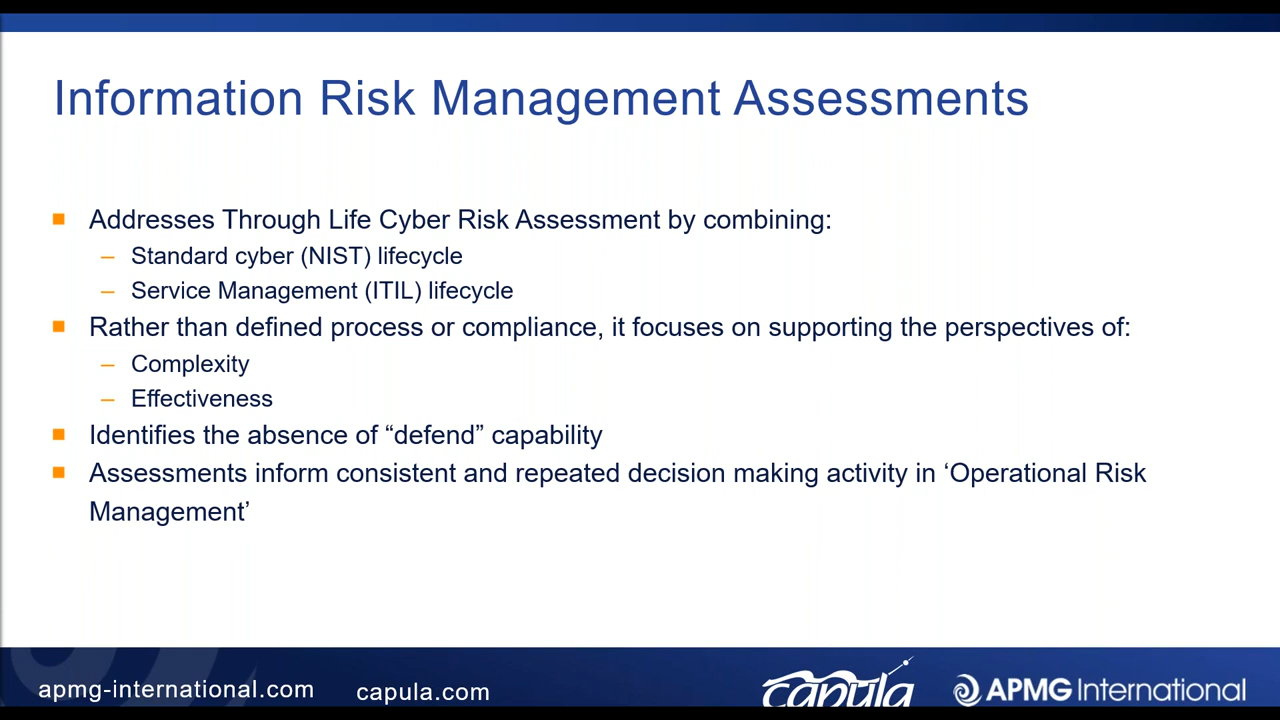 Information Risk Management Assessments
■ Addresses Through Life Cyber Risk Assessment by combining:
– Standard cyber (NIST) lifecycle
– Service Management (ITIL) lifecycle
■ Rather than defined process or compliance, it focuses on supporting the perspectives of:
– Complexity
– Effectiveness
■ Identifies the absence of “defend” capability
■ Assessments inform consistent and repeated decision making activity in ‘Operational Risk
Management’
apmg-international.com capula.com capula APMG International